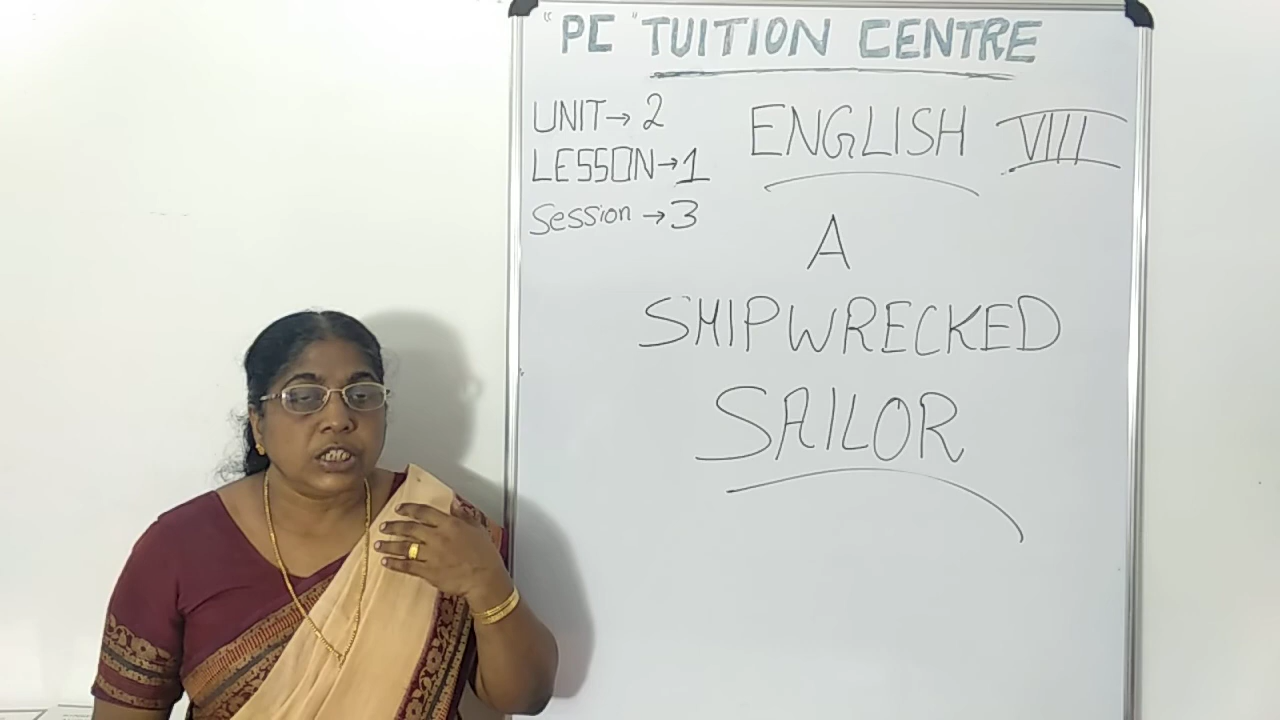 "PC" TUITION CENTRE
UNIT→2
LESSON→1
Session→3
ENGLISH VIII
A
SHIPWRECKED
SAILOR